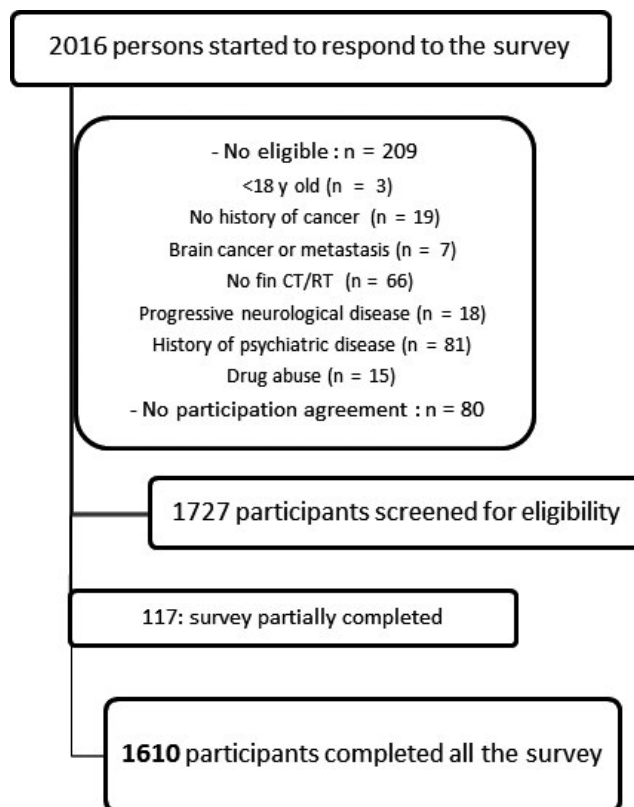 2016 persons started to respond to the survey
- No eligible : n = 209
<18 y old (n = 3)
No history of cancer (n = 19)
Brain cancer or metastasis (n = 7)
No fin CT/RT (n = 66)
Progressive neurological disease (n = 18)
History of psychiatric disease (n = 81)
Drug abuse (n = 15)
- No participation agreement : n = 80
1727 participants screened for eligibility
117: survey partially completed
1610 participants completed all the survey